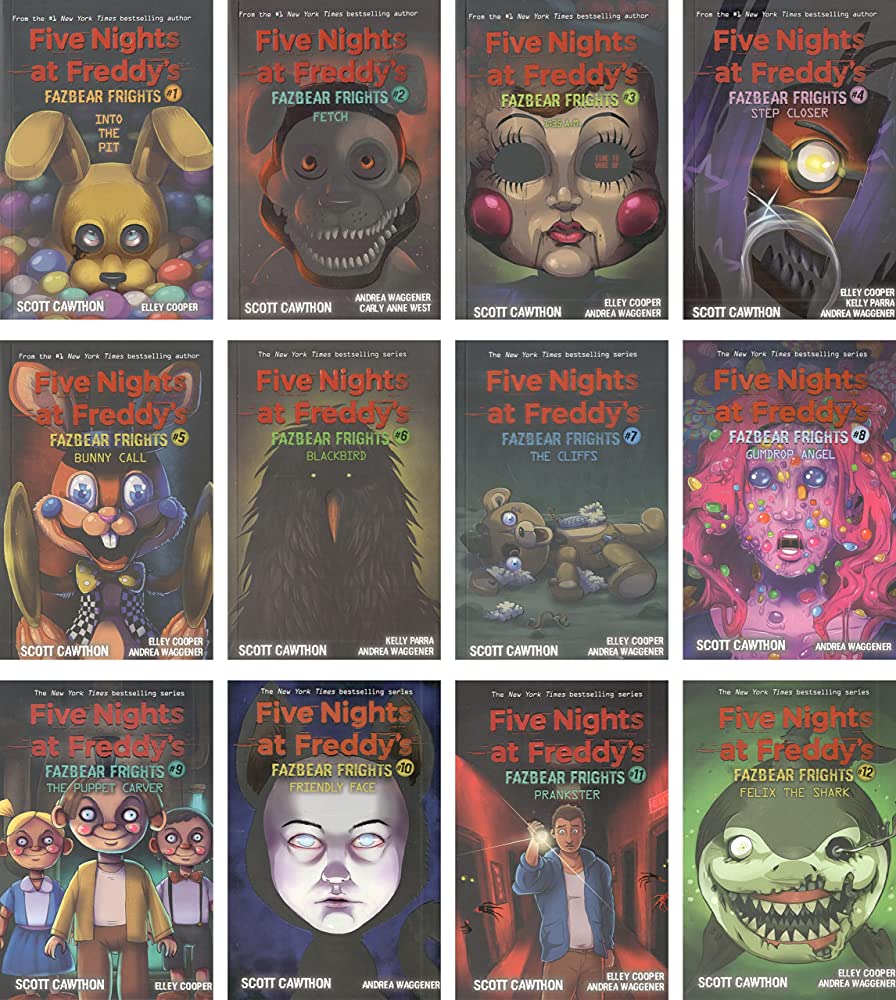 From the #1 New York Times bestselling author
Five Nights
at Freddy's
FAZBEAR FRIGHTS #1
INTO
THE
PIT
SCOTT CAWTHON
ELLEY COOPER
From the #1 New York Times bestselling author
Five Nights
at Freddy's
FAZBEAR FRIGHTS #2
FETCH
SCOTT CAWTHON
ANDREA WAGGENER
CARLY ANNE WEST
From the #1 New York Times bestselling author
Five Nights
at Freddy's
FAZBEAR FRIGHTS #3
1:35 A.M.
TIME TO
WAKE UP
SCOTT CAWTHON
ELLEY COOPER
ANDREA WAGGENER
From the #1 New York Times bestselling author
Five Nights
at Freddy's
FAZBEAR FRIGHTS #4
STEP CLOSER
SCOTT CAWTHON
ELLEY COOPER
KELLY PARRA
ANDREA WAGGENER
From the #1 New York Times bestselling author
Five Nights
at Freddy's
FAZBEAR FRIGHTS #5
BUNNY CALL
SCOTT CAWTHON
ELLEY COOPER
ANDREA WAGGENER
The New York Times bestselling series
Five Nights
at Freddy's
FAZBEAR FRIGHTS #6
BLACKBIRD
SCOTT CAWTHON
KELLY PARRA
ANDREA WAGGENER
The New York Times bestselling series
Five Nights
at Freddy's
FAZBEAR FRIGHTS #7
THE CLIFFS
SCOTT CAWTHON
ELLEY COOPER
ANDREA WAGGENER
The New York Times bestselling series
Five Nights
at Freddy's
FAZBEAR FRIGHTS #8
GUMDROP ANGEL
SCOTT CAWTHON
ANDREA WAGGENER
The New York Times bestselling series
Five Nights
at Freddy's
FAZBEAR FRIGHTS #9
THE PUPPET CARVER
SCOTT CAWTHON
ELLEY COOPER
The New York Times bestselling series
Five Nights
at Freddy's
FAZBEAR FRIGHTS #10
FRIENDLY FACE
SCOTT CAWTHON
ANDREA WAGGENER
The New York Times bestselling series
Five Nights
at Freddy's
FAZBEAR FRIGHTS #11
PRANKSTER
SCOTT CAWTHON
ELLEY COOPER
ANDREA WAGGENER
The New York Times bestselling series
Five Nights
at Freddy's
FAZBEAR FRIGHTS #12
FELIX THE SHARK
SCOTT CAWTHON
ELLEY COOPER
ANDREA WAGGENER